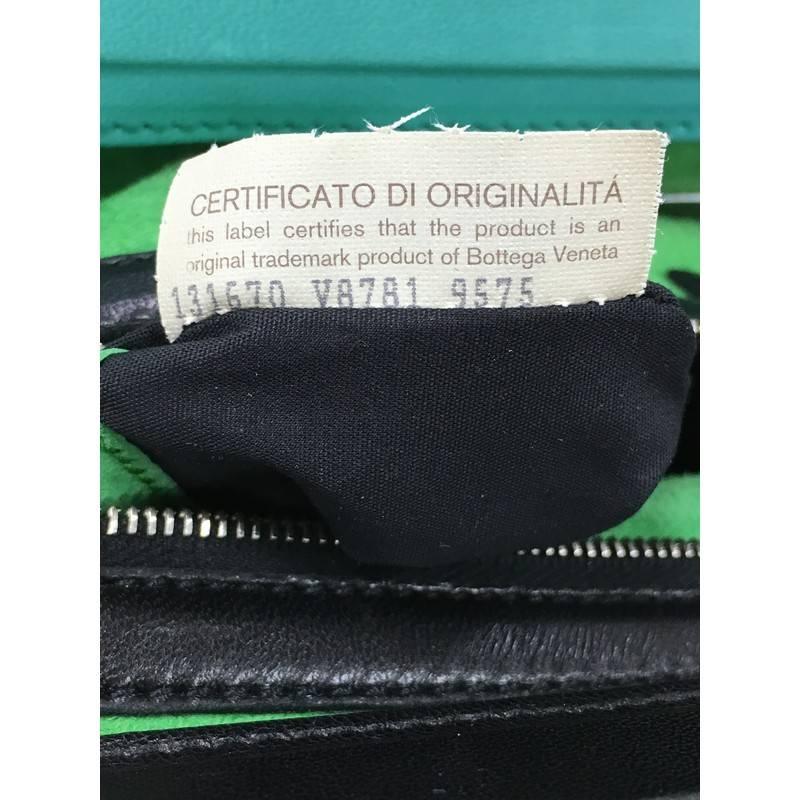 CERTIFICATO DI ORIGINALITÁ
this label certifies that the product is an
original trademark product of Bottega Veneta
131670 V8781 9575